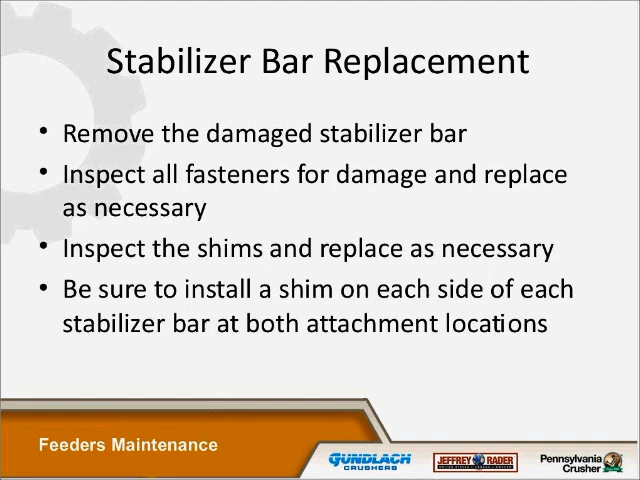 Stabilizer Bar Replacement
• Remove the damaged stabilizer bar
• Inspect all fasteners for damage and replace
as necessary
• Inspect the shims and replace as necessary
• Be sure to install a shim on each side of each
stabilizer bar at both attachment locations
Feeders Maintenance
GUNDLACH
CRUSHERS
JEFFREY RADER
Pennsylvania
Crusher